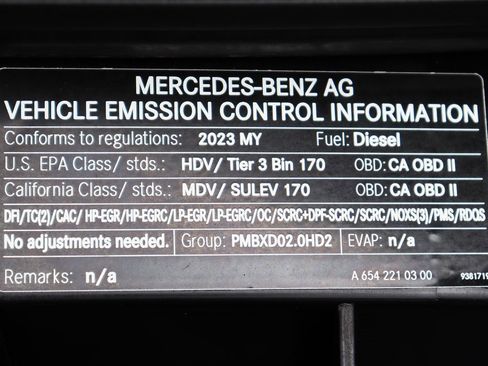 MERCEDES-BENZ AG
VEHICLE EMISSION CONTROL INFORMATION
Conforms to regulations: 2023 MY Fuel: Diesel
U.S. EPA Class/ stds.: HDV/ Tier 3 Bin 170 OBD: CA OBD II
California Class/ stds.: MDV/ SULEV 170 OBD: CA OBD II
DFI/TC(2)/CAC/ HP-EGR/HP-EGRC/LP-EGR/LP-EGRC/OC/SCRC+DPF-SCRC/SCRC/NOXS(3)/PMS/RDQS
No adjustments needed. Group: PMBXD02.0HD2 EVAP: n/a
Remarks: n/a A 654 221 03 00 9381719